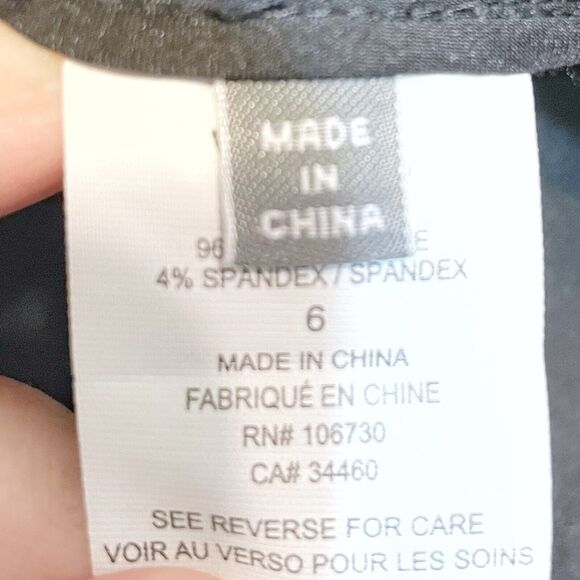 MADE
IN
CHINA
96
4% SPANDEX / SPANDEX
6
MADE IN CHINA
FABRIQUÉ EN CHINE
RN# 106730
CA# 34460
SEE REVERSE FOR CARE
VOIR AU VERSO POUR LES SOINS